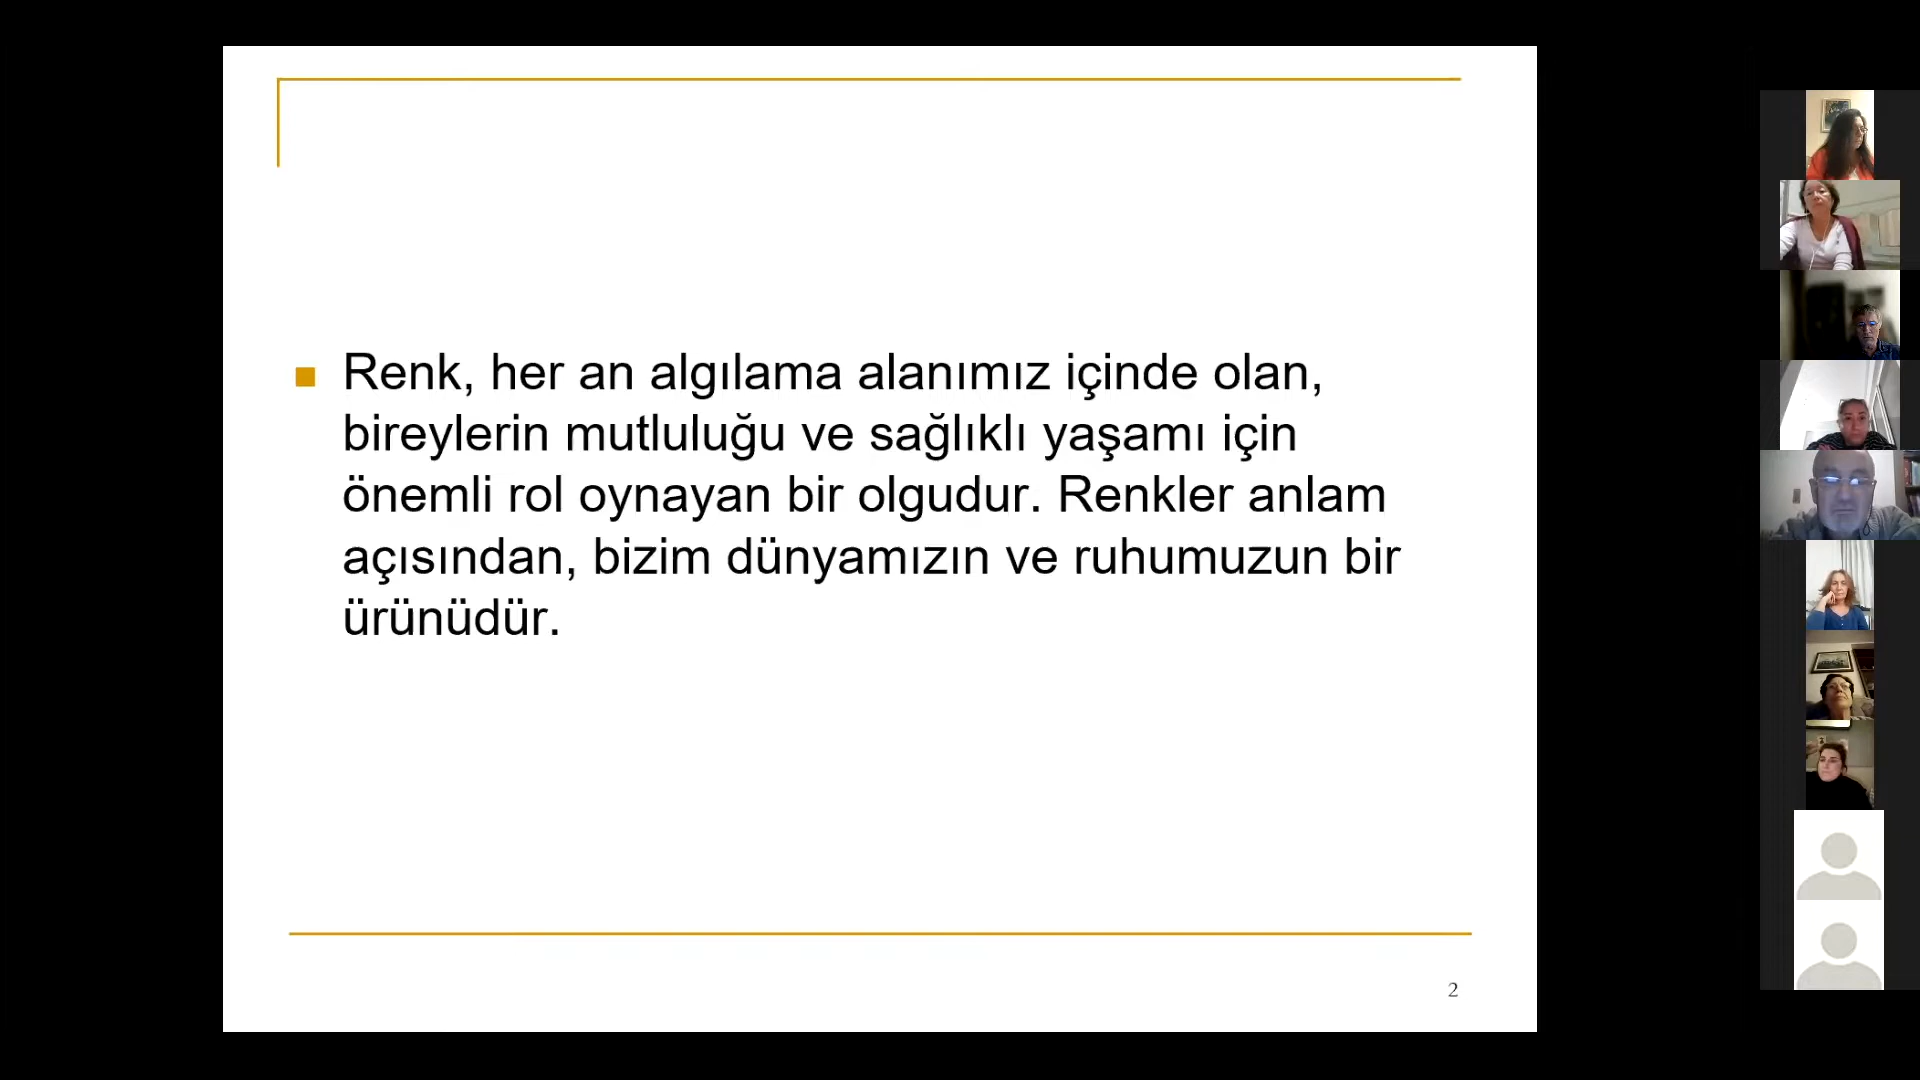 Renk, her an algılama alanımız içinde olan,
bireylerin mutluluğu ve sağlıklı yaşamı için
önemli rol oynayan bir olgudur. Renkler anlam
açısından, bizim dünyamızın ve ruhumuzun bir
ürünüdür.
2